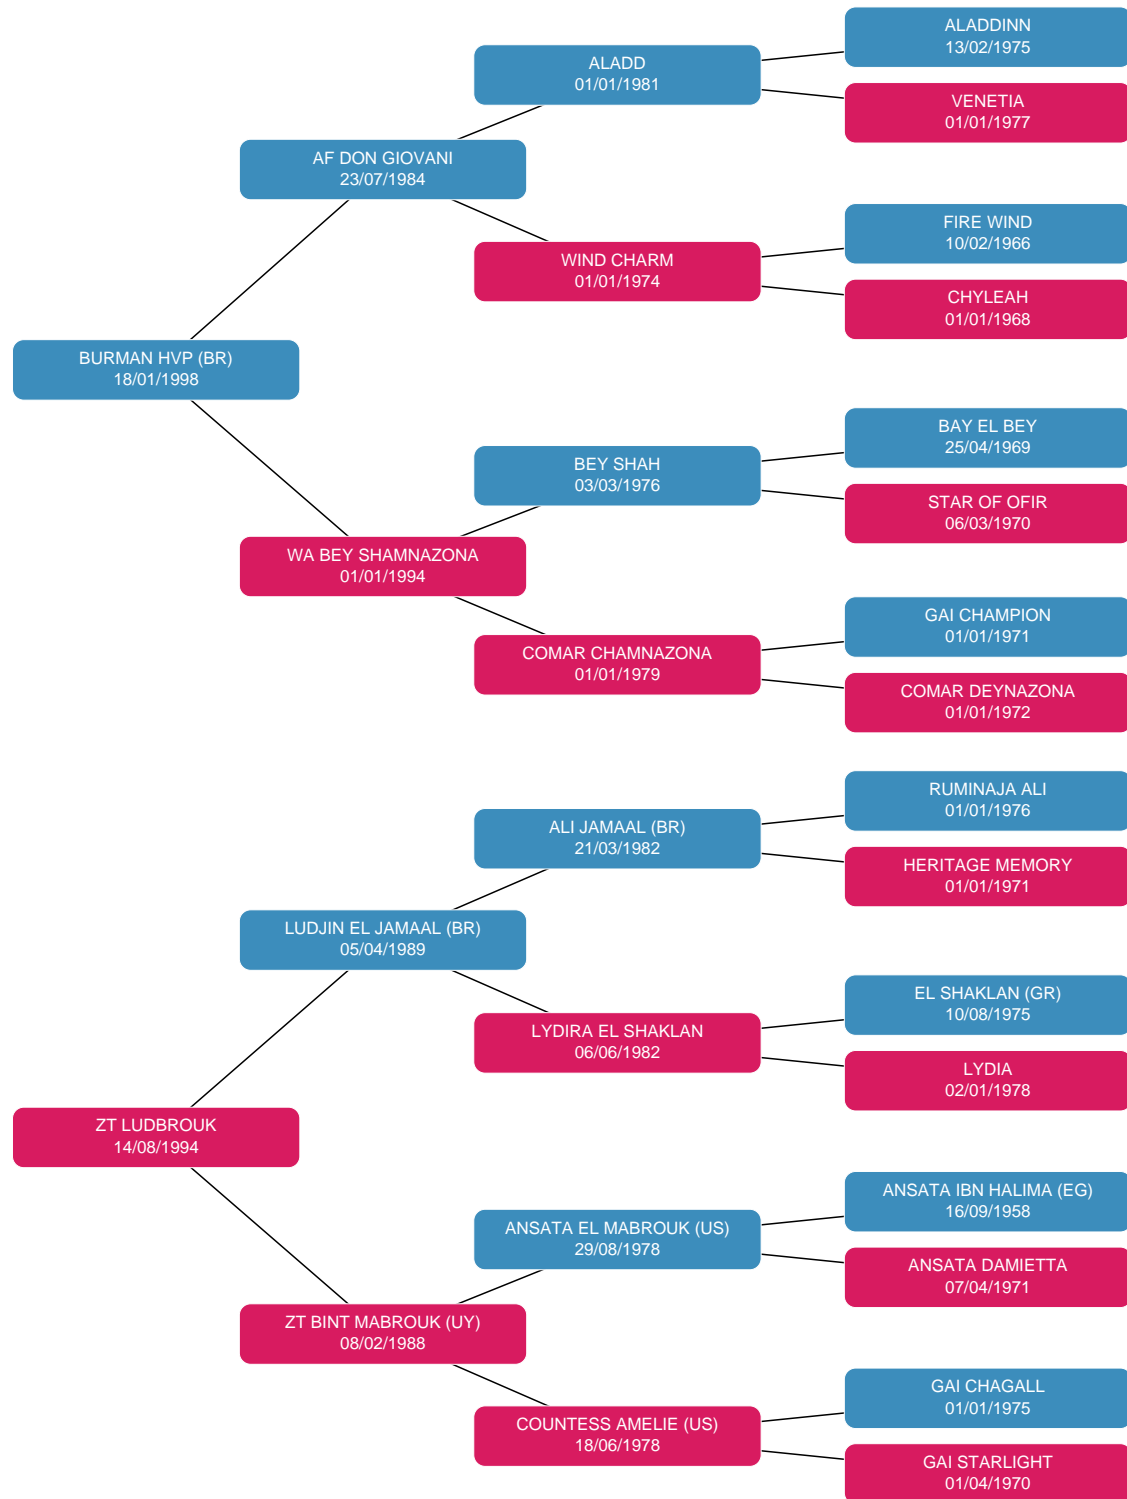 ALADDINN
13/02/1975
ALADD
01/01/1981
VENETIA
01/01/1977
AF DON GIOVANI
23/07/1984
FIRE WIND
10/02/1966
WIND CHARM
01/01/1974
CHYLEAH
01/01/1968
BURMAN HVP (BR)
18/01/1998
BAY EL BEY
25/04/1969
BEY SHAH
03/03/1976
STAR OF OFIR
06/03/1970
WA BEY SHAMNAZONA
01/01/1994
GAI CHAMPION
01/01/1971
COMAR CHAMNAZONA
01/01/1979
COMAR DEYNAZONA
01/01/1972
RUMINAJA ALI
01/01/1976
ALI JAMAAL (BR)
21/03/1982
HERITAGE MEMORY
01/01/1971
LUDJIN EL JAMAAL (BR)
05/04/1989
EL SHAKLAN (GR)
10/08/1975
LYDIRA EL SHAKLAN
06/06/1982
LYDIA
02/01/1978
ZT LUDBROUK
14/08/1994
ANSATA IBN HALIMA (EG)
16/09/1958
ANSATA EL MABROUK (US)
29/08/1978
ANSATA DAMIETTA
07/04/1971
ZT BINT MABROUK (UY)
08/02/1988
GAI CHAGALL
01/01/1975
COUNTESS AMELIE (US)
18/06/1978
GAI STARLIGHT
01/04/1970